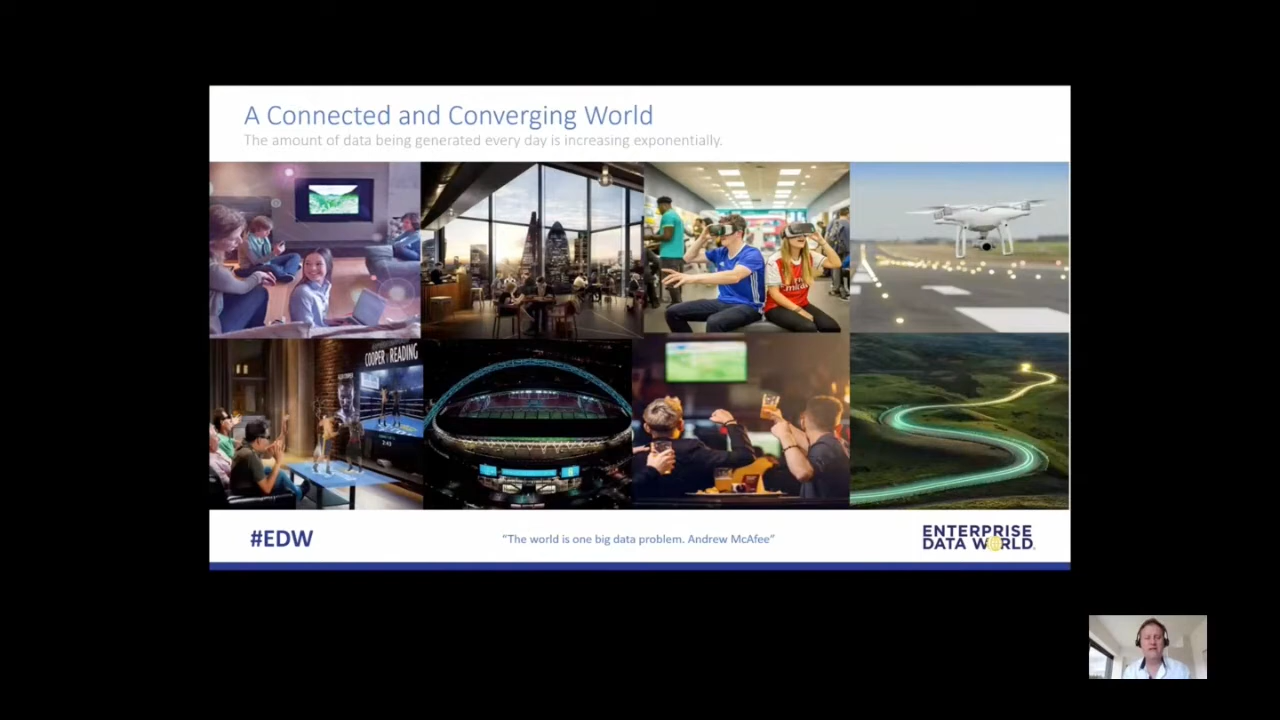 A Connected and Converging World
The amount of data being generated every day is increasing exponentially.
COOPER v READING
Emirates
#EDW
"The world is one big data problem. Andrew McAfee"
ENTERPRISE
DATA WORLD